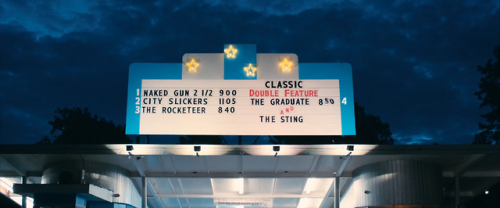 CLASSIC
1 NAKED GUN 2 1/2 900 DOUBLE FEATURE
2 CITY SLICKERS 1105 THE GRADUATE 850 4
3 THE ROCKETEER 840 AND
THE STING